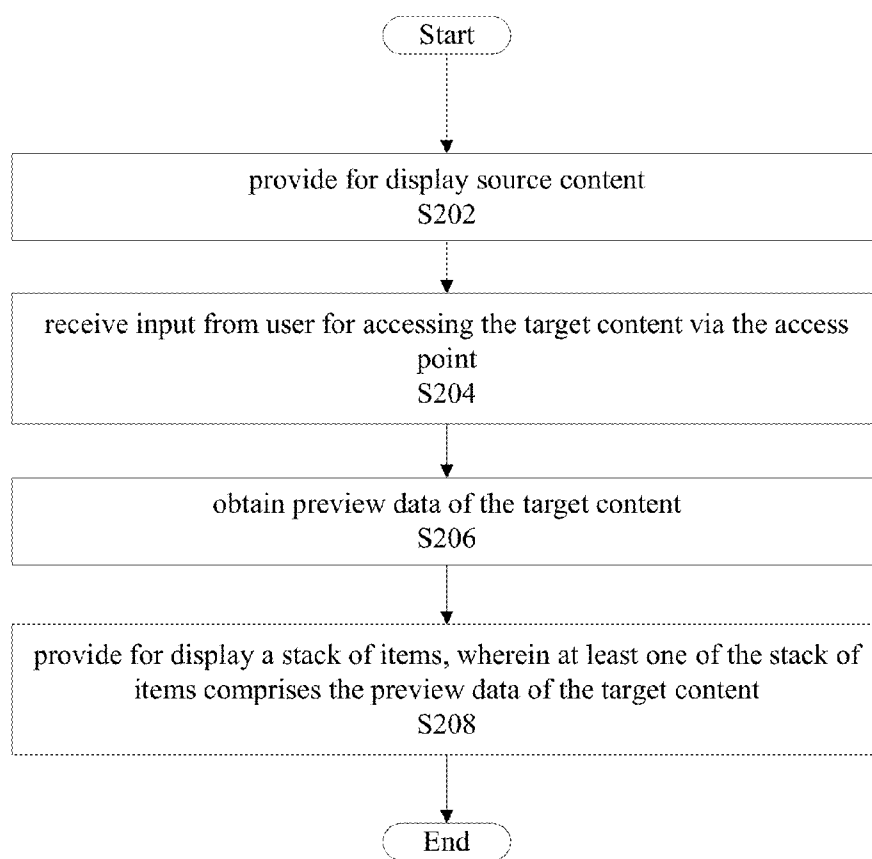 Start
provide for display source content
S202
receive input from user for accessing the target content via the access
point
S204
obtain preview data of the target content
S206
provide for display a stack of items, wherein at least one of the stack of
items comprises the preview data of the target content
S208
End